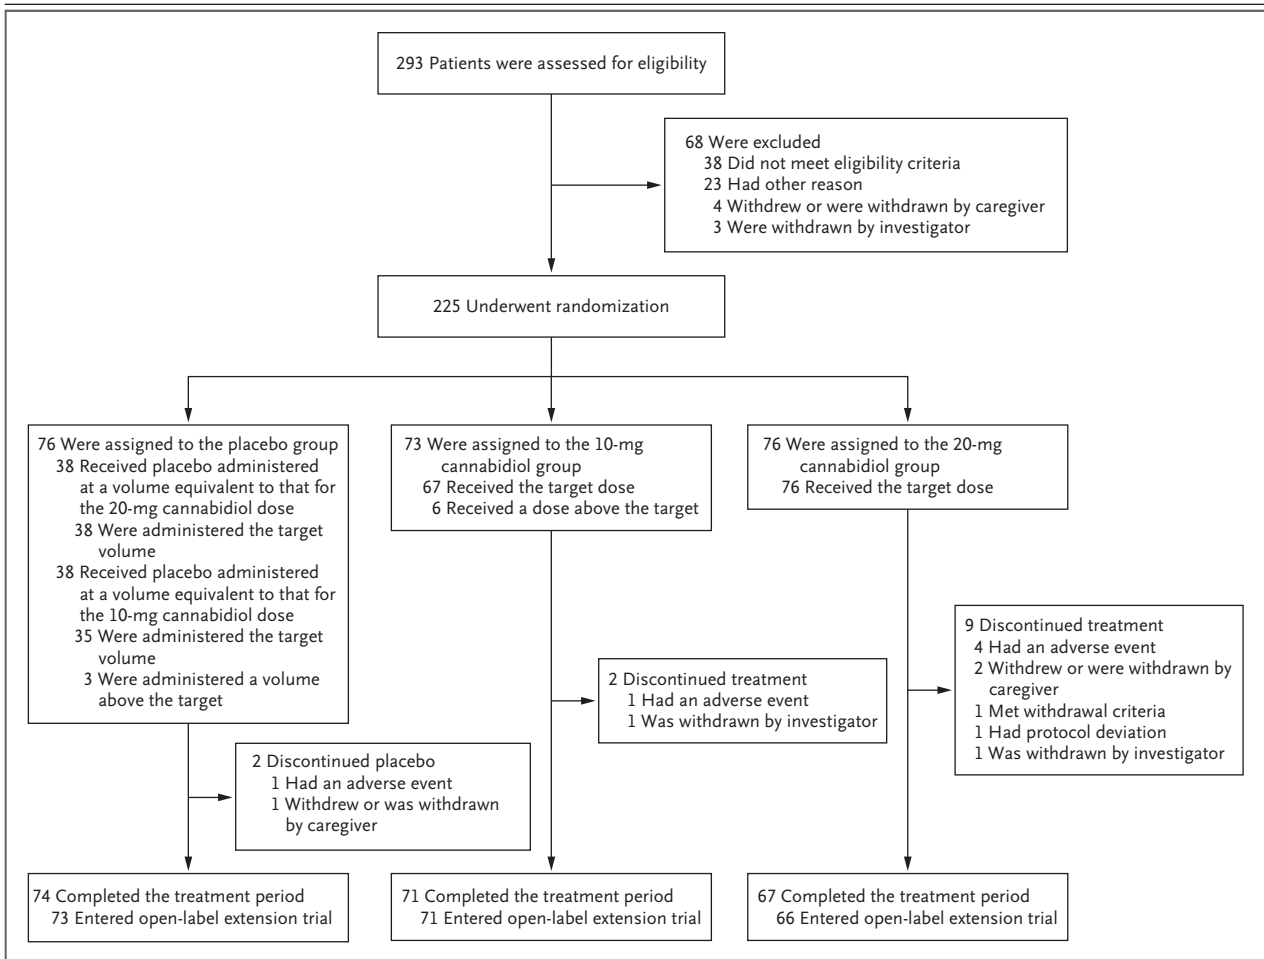 293 Patients were assessed for eligibility
68 Were excluded
38 Did not meet eligibility criteria
23 Had other reason
4 Withdrew or were withdrawn by caregiver
3 Were withdrawn by investigator
225 Underwent randomization
76 Were assigned to the placebo group
38 Received placebo administered
at a volume equivalent to that for
the 20-mg cannabidiol dose
38 Were administered the target
volume
38 Received placebo administered
at a volume equivalent to that for
the 10-mg cannabidiol dose
35 Were administered the target
volume
3 Were administered a volume
above the target
73 Were assigned to the 10-mg
cannabidiol group
67 Received the target dose
6 Received a dose above the target
76 Were assigned to the 20-mg
cannabidiol group
76 Received the target dose
2 Discontinued placebo
1 Had an adverse event
1 Withdrew or was withdrawn
by caregiver
2 Discontinued treatment
1 Had an adverse event
1 Was withdrawn by investigator
9 Discontinued treatment
4 Had an adverse event
2 Withdrew or were withdrawn by
caregiver
1 Met withdrawal criteria
1 Had protocol deviation
1 Was withdrawn by investigator
74 Completed the treatment period
73 Entered open-label extension trial
71 Completed the treatment period
71 Entered open-label extension trial
67 Completed the treatment period
66 Entered open-label extension trial